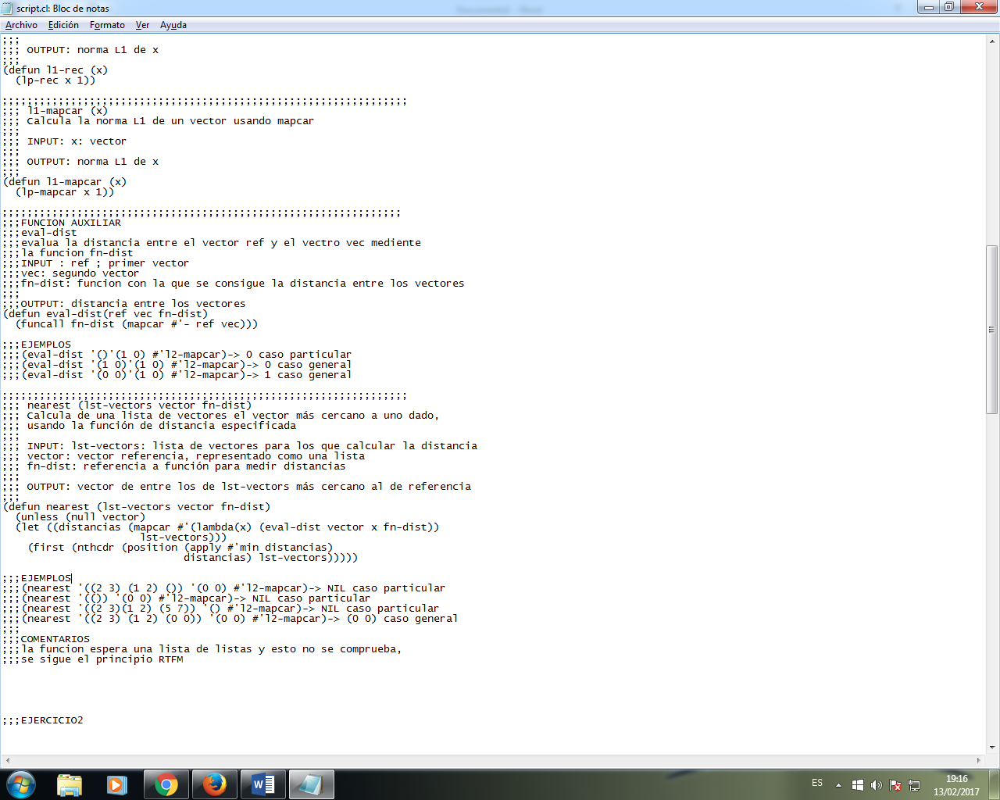 script.cl: Bloc de notas
Archivo Edición Formato Ver Ayuda
;;;
;;; OUTPUT: norma L1 de x
;;;
(defun l1-rec (x)
  (lp-rec x 1))
;;;;;;;;;;;;;;;;;;;;;;;;;;;;;;;;;;;;;;;;;;;;;;;;;;;;;;;;;;;;;;;;;
;;; l1-mapcar (x)
;;; Calcula la norma L1 de un vector usando mapcar
;;;
;;; INPUT: x: vector
;;;
;;; OUTPUT: norma L1 de x
;;;
(defun l1-mapcar (x)
  (lp-mapcar x 1))
;;;;;;;;;;;;;;;;;;;;;;;;;;;;;;;;;;;;;;;;;;;;;;;;;;;;;;;;;;;;;;;;
;;;FUNCION AUXILIAR
;;;eval-dist
;;;evalua la distancia entre el vector ref y el vectro vec mediente
;;;la funcion fn-dist
;;;INPUT : ref ; primer vector
;;;vec: segundo vector
;;;fn-dist: funcion con la que se consigue la distancia entre los vectores
;;;
;;;OUTPUT: distancia entre los vectores
(defun eval-dist(ref vec fn-dist)
  (funcall fn-dist (mapcar #'- ref vec)))
;;;EJEMPLOS
;;;(eval-dist '()'(1 0) #'l2-mapcar)-> 0 caso particular
;;;(eval-dist '(1 0)'(1 0) #'l2-mapcar)-> 0 caso general
;;;(eval-dist '(0 0)'(1 0) #'l2-mapcar)-> 1 caso general
;;;;;;;;;;;;;;;;;;;;;;;;;;;;;;;;;;;;;;;;;;;;;;;;;;;;;;;;;;;;;;;;;
;;; nearest (lst-vectors vector fn-dist)
;;; Calcula de una lista de vectores el vector más cercano a uno dado,
;;; usando la función de distancia especificada
;;;
;;; INPUT: lst-vectors: lista de vectores para los que calcular la distancia
;;; vector: vector referencia, representado como una lista
;;; fn-dist: referencia a función para medir distancias
;;;
;;; OUTPUT: vector de entre los de lst-vectors más cercano al de referencia
;;;
(defun nearest (lst-vectors vector fn-dist)
  (unless (null vector)
  (let ((distancias (mapcar #'(lambda(x) (eval-dist vector x fn-dist))
                      lst-vectors)))
    (first (nthcdr (position (apply #'min distancias)
                             distancias) lst-vectors)))))
;;;EJEMPLOS
;;;(nearest '((2 3) (1 2) ()) '(0 0) #'l2-mapcar)-> NIL caso particular
;;;(nearest '(()) '(0 0) #'l2-mapcar)-> NIL caso particular
;;;(nearest '((2 3)(1 2) (5 7)) '() #'l2-mapcar)-> NIL caso particular
;;;(nearest '((2 3) (1 2) (0 0)) '(0 0) #'l2-mapcar)-> (0 0) caso general
;;;
;;;COMENTARIOS
;;;la funcion espera una lista de listas y esto no se comprueba,
;;;se sigue el principio RTFM
;;;EJERCICIO2
ES
19:16
13/02/2017